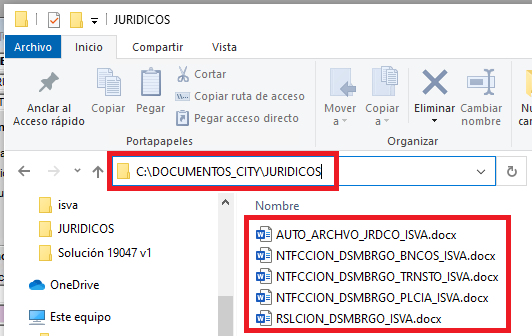 JURIDICOS
Archivo Inicio Compartir Vista
Anclar al
Acceso rápido
Copiar
Pegar
Cortar
Copiar ruta de acceso
Pegar acceso directo
Mover
a
Copiar
a
Eliminar
Cambiar
nombre
Portapapeles
Organizar
C:\DOCUMENTOS_CITY\JURIDICOS
isva
JURIDICOS
Solución 19047 v1
OneDrive
Este equipo
Nombre
AUTO_ARCHVO_JRDCO_ISVA.docx
NTFCCION_DSMBRGO_BNCOS_ISVA.docx
NTFCCION_DSMBRGO_TRNSTO_ISVA.docx
NTFCCION_DSMBRGO_PLCIA_ISVA.docx
RSLCION_DSMBRGO_ISVA.docx